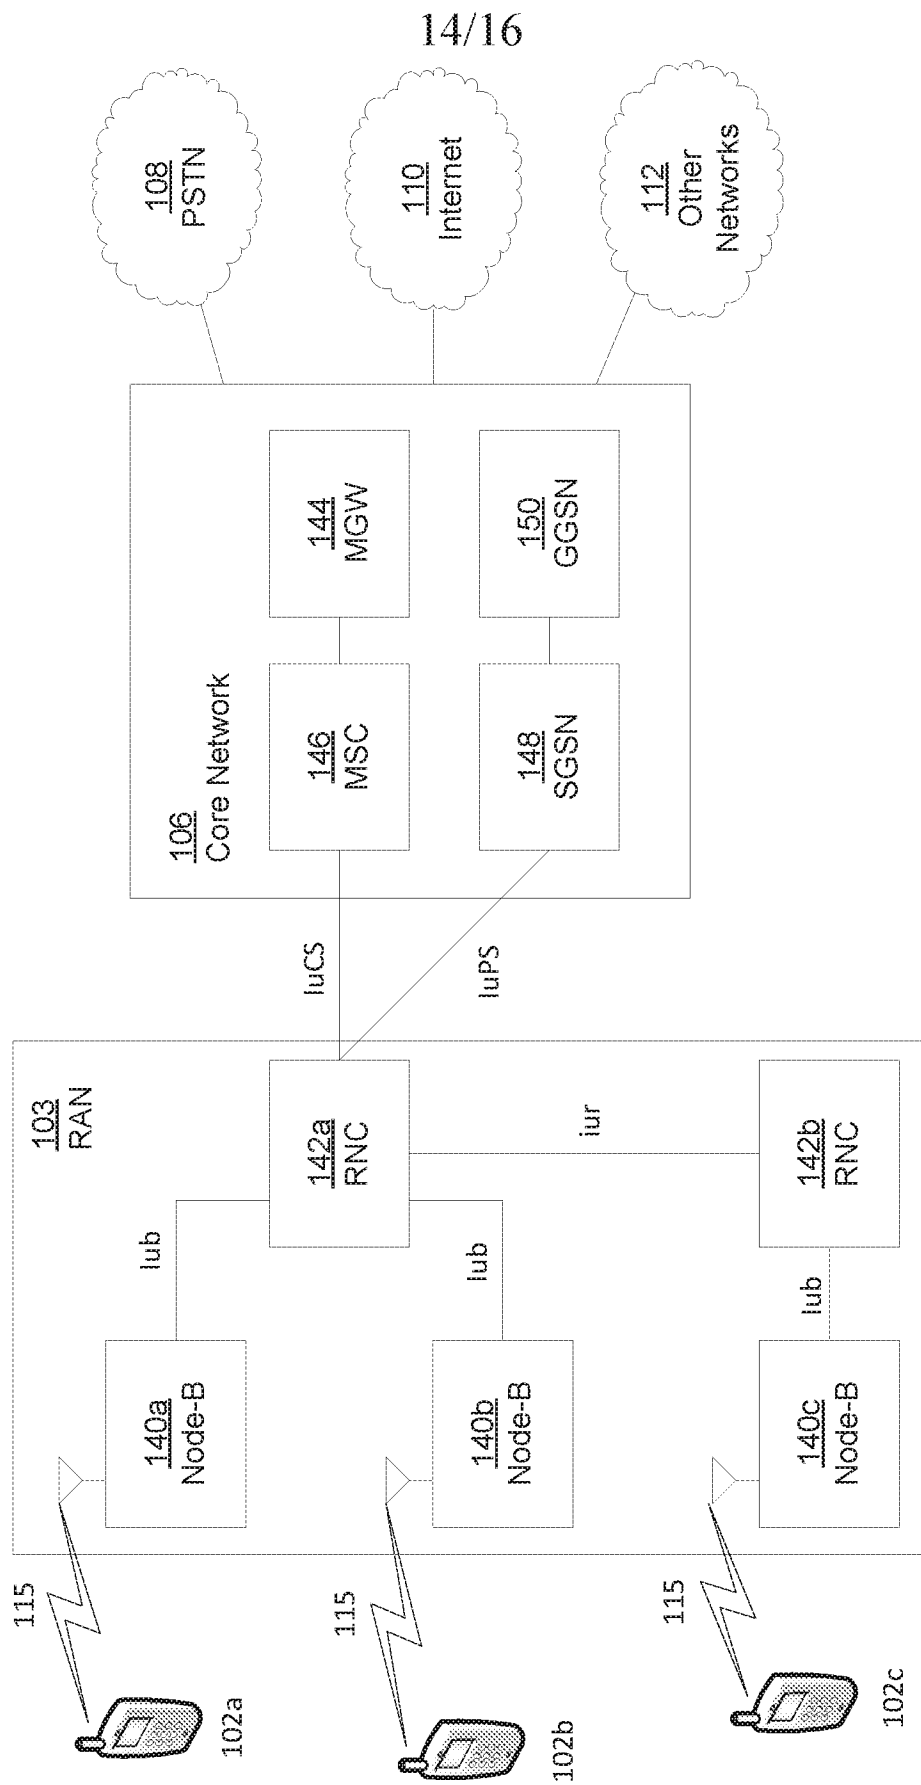 14/16
102a
115
140a
Node-B
Iub
103
RAN
102b
115
140b
Node-B
Iub
142a
RNC
iur
102c
115
140c
Node-B
Iub
142b
RNC
IuCS
IuPS
106
Core Network
146
MSC
144
MGW
148
SGSN
150
GGSN
108
PSTN
110
Internet
112
Other
Networks